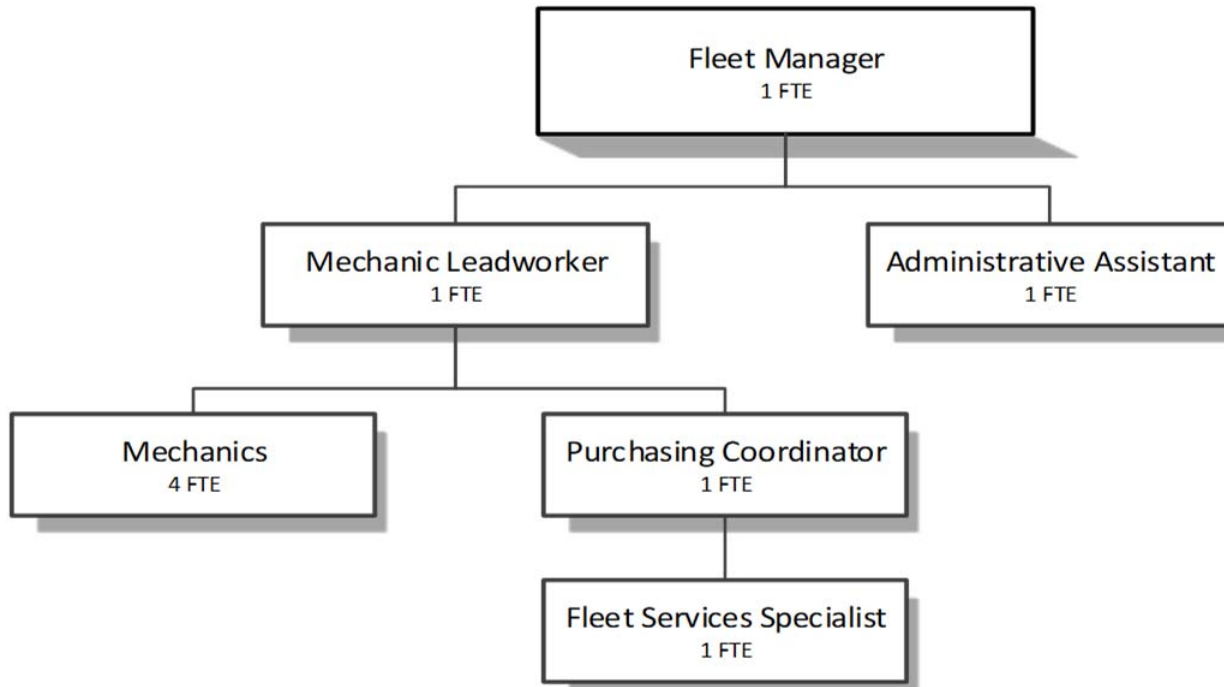 Fleet Manager
1 FTE
Mechanic Leadworker
1 FTE
Administrative Assistant
1 FTE
Mechanics
4 FTE
Purchasing Coordinator
1 FTE
Fleet Services Specialist
1 FTE